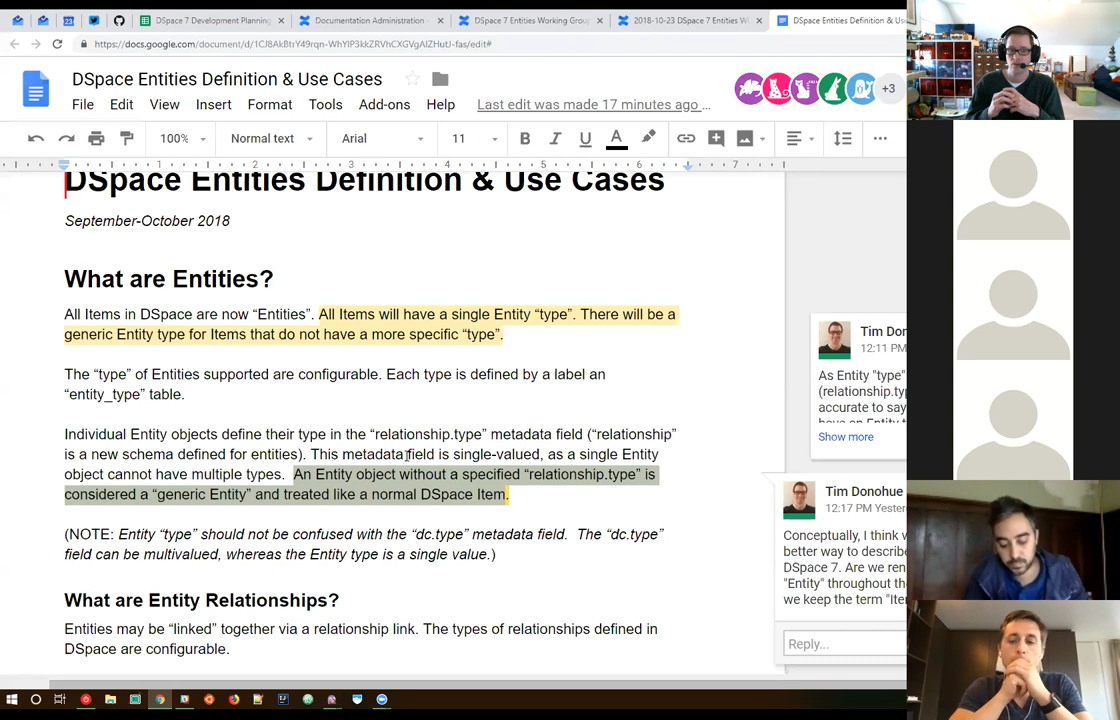 DSpace 7 Development Planning
Documentation Administration -
DSpace 7 Entities Working Grou
2018-10-23 DSpace 7 Entities W
DSpace Entities Definition & Use
DSpace Entities Definition & Use Cases
File Edit View Insert Format Tools Add-ons Help Last edit was made 17 minutes ago ...
+3
100% Normal text Arial 11 B I U A
1 2 3 4 5 6 7
DSpace Entities Definition & Use Cases
September-October 2018
What are Entities?
All Items in DSpace are now “Entities”. All Items will have a single Entity “type”. There will be a
generic Entity type for Items that do not have a more specific “type”.
The “type” of Entities supported are configurable. Each type is defined by a label an
“entity_type” table.
Individual Entity objects define their type in the “relationship.type” metadata field (“relationship”
is a new schema defined for entities). This metadata field is single-valued, as a single Entity
object cannot have multiple types. An Entity object without a specified “relationship.type” is
considered a “generic Entity” and treated like a normal DSpace Item.
(NOTE: Entity “type” should not be confused with the “dc.type” metadata field. The “dc.type”
field can be multivalued, whereas the Entity type is a single value.)
What are Entity Relationships?
Entities may be “linked” together via a relationship link. The types of relationships defined in
DSpace are configurable.
Tim Don
12:11 PM
As Entity "type"
(relationship.typ
accurate to say
Show more
Tim Donohue
12:17 PM Yester
Conceptually, I think w
better way to describe
DSpace 7. Are we ren
"Entity" throughout th
we keep the term "Ite
Reply...